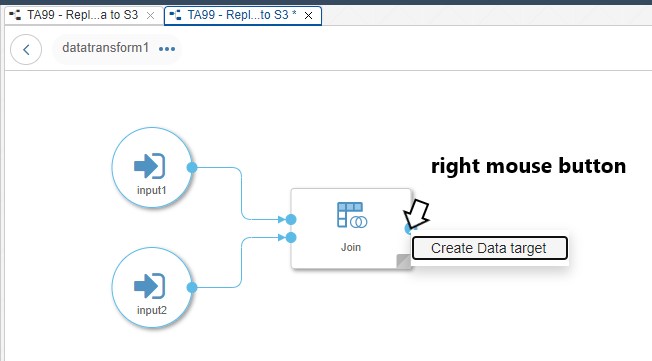 TA99 - Repl...a to S3
TA99 - Repl...to S3 *
datatransform1
input1
input2
Join
right mouse button
Create Data target